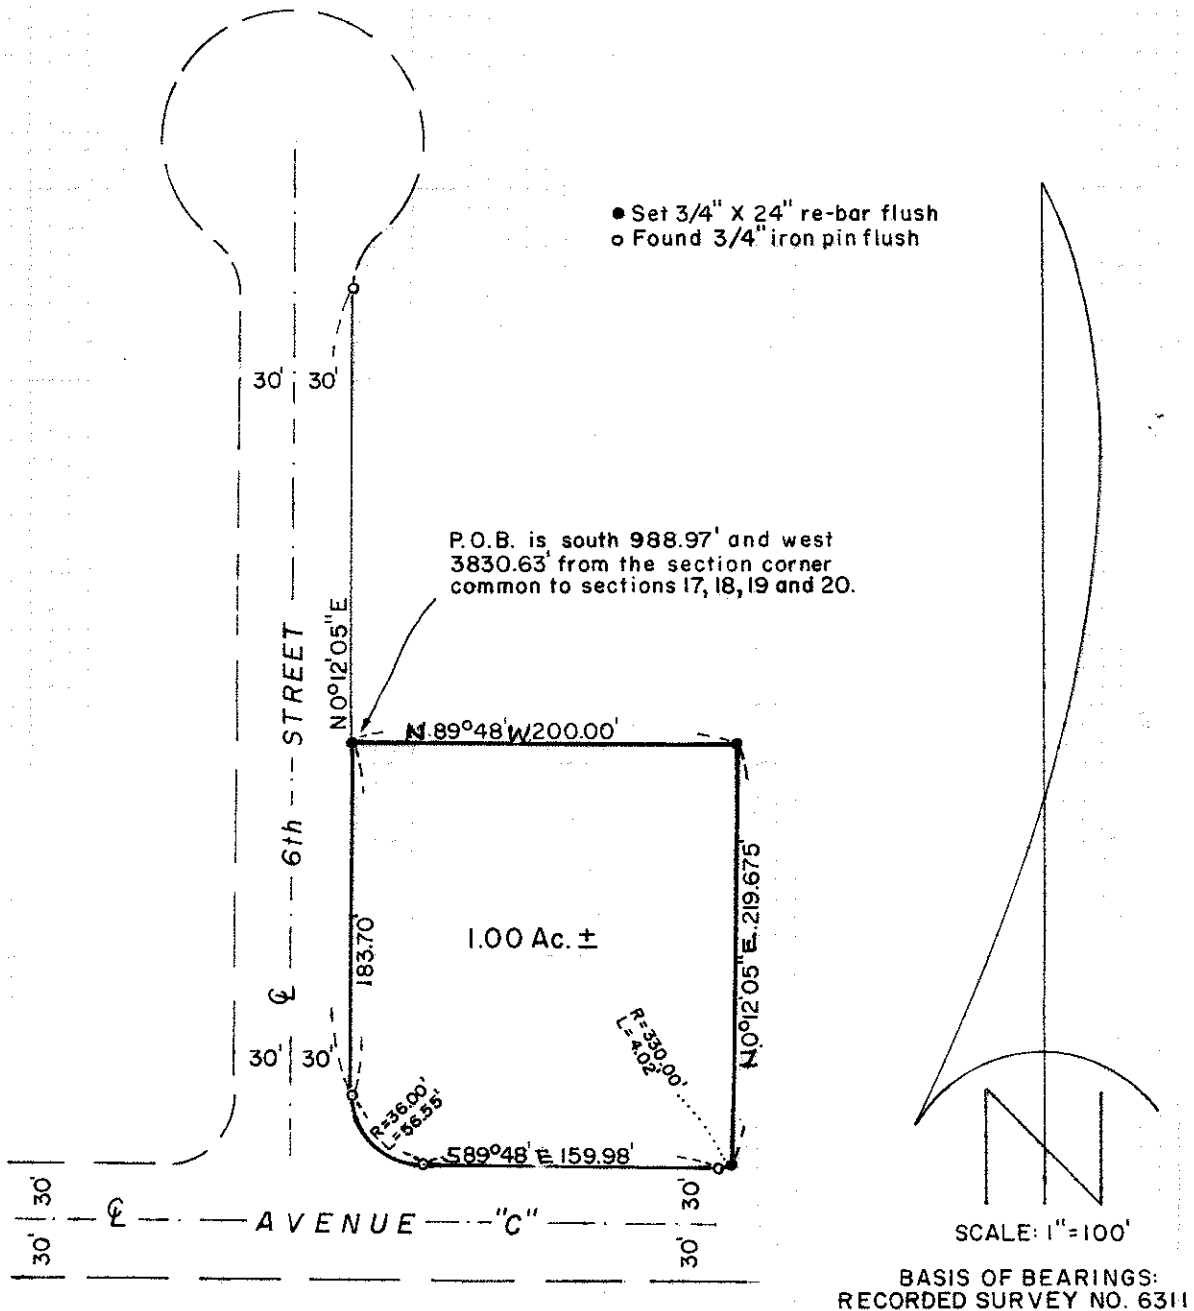 ● Set 3/4" X 24" re-bar flush
○ Found 3/4" iron pin flush
30' 30'
P.O.B. is south 988.97' and west
3830.63' from the section corner
common to sections 17, 18, 19 and 20.
N0°12'05"E
6th STREET
N.89°48'W.200.00'
183.70'
1.00 Ac. ±
N0°12'05"E.219.675'
℄
30' 30'
R=330.00'
L=4.02'
R=36.00'
L=56.55'
S89°48'E 159.98'
30'
30'
℄ AVENUE "C"
30'
30'
N
SCALE: 1"=100'
BASIS OF BEARINGS:
RECORDED SURVEY NO. 6311